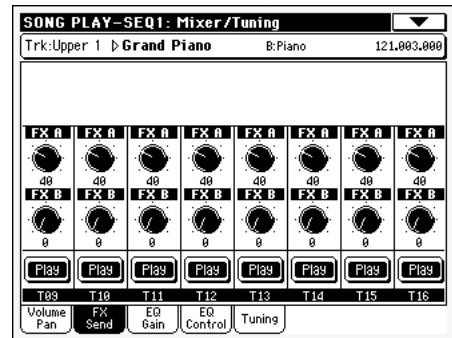 SONG PLAY-SEQ1: Mixer/Tuning
Trk:Upper 1 ▷Grand Piano B:Piano 121.003.000
FX A FX A FX A FX A FX A FX A FX A FX A
40 40 40 40 40 40 40 40
FX B FX B FX B FX B FX B FX B FX B FX B
0 0 0 0 0 0 0 0
Play Play Play Play Play Play Play Play
T09 T10 T11 T12 T13 T14 T15 T16
Volume Pan FX Send EQ Gain EQ Control Tuning